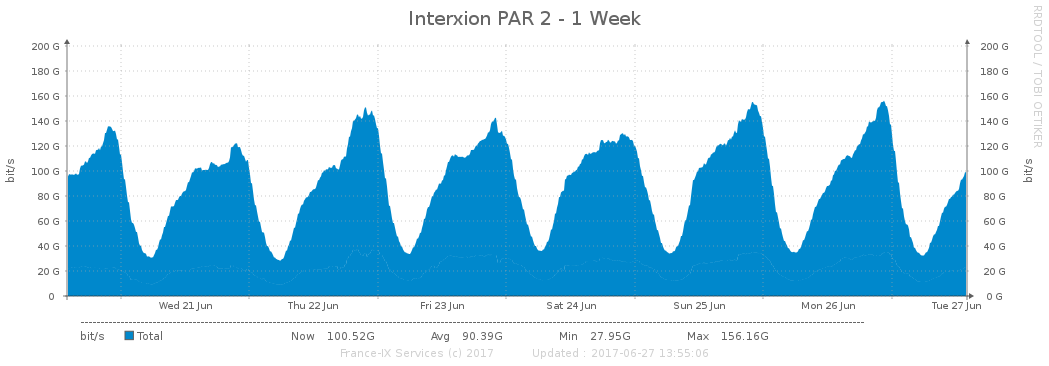 Interxion PAR 2 - 1 Week
RRDTOOL / TOBI OETIKER
200 G 200 G
180 G 180 G
160 G 160 G
140 G 140 G
120 G 120 G
100 G 100 G
80 G 80 G
60 G 60 G
40 G 40 G
20 G 20 G
0 0 G
bit/s bit/s
Wed 21 Jun Thu 22 Jun Fri 23 Jun Sat 24 Jun Sun 25 Jun Mon 26 Jun Tue 27 Jun
bit/s Total Now 100.52G Avg 90.39G Min 27.95G Max 156.16G
France-IX Services (c) 2017 Updated : 2017-06-27 13:55:06